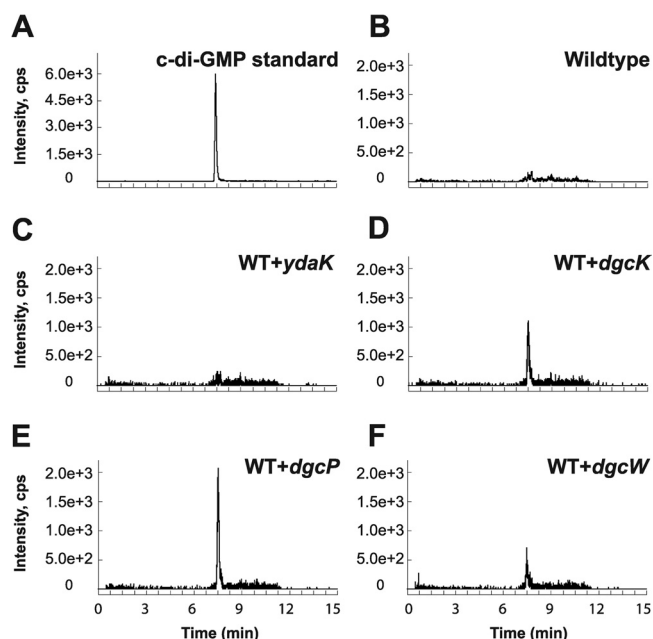 A
c-di-GMP standard
Intensity, cps
6.0e+3
4.5e+3
3.0e+3
1.5e+3
0
B
Wildtype
2.0e+3
1.5e+3
1.0e+3
5.0e+2
0
C
WT+ydaK
Intensity, cps
2.0e+3
1.5e+3
1.0e+3
5.0e+2
0
D
WT+dgcK
2.0e+3
1.5e+3
1.0e+3
5.0e+2
0
E
WT+dgcP
Intensity, cps
2.0e+3
1.5e+3
1.0e+3
5.0e+2
0
0 3 6 9 12 15
Time (min)
F
WT+dgcW
2.0e+3
1.5e+3
1.0e+3
5.0e+2
0
0 3 6 9 12 15
Time (min)